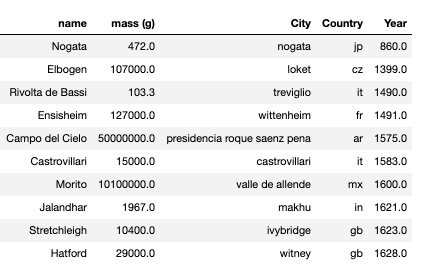 name mass (g) City Country Year
Nogata 472.0 nogata jp 860.0
Elbogen 107000.0 loket cz 1399.0
Rivolta de Bassi 103.3 treviglio it 1490.0
Ensisheim 127000.0 wittenheim fr 1491.0
Campo del Cielo 50000000.0 presidencia roque saenz pena ar 1575.0
Castrovillari 15000.0 castrovillari it 1583.0
Morito 10100000.0 valle de allende mx 1600.0
Jalandhar 1967.0 makhu in 1621.0
Stretchleigh 10400.0 ivybridge gb 1623.0
Hatford 29000.0 witney gb 1628.0